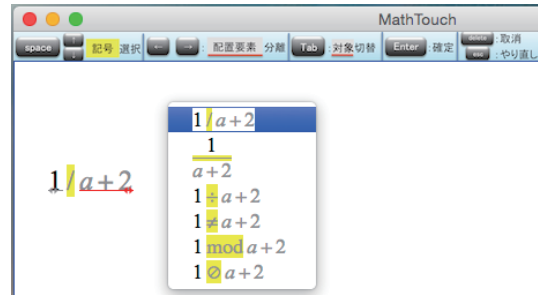 MathTouch
space ↑ ↓ 記号 選択 ← → : 配置要素 分離 Tab : 対象切替 Enter : 確定 delete : 取消
esc : やり直し
1/a+2
1/a+2
1
a+2
1÷a+2
1≠a+2
1 mod a+2
1⊘a+2